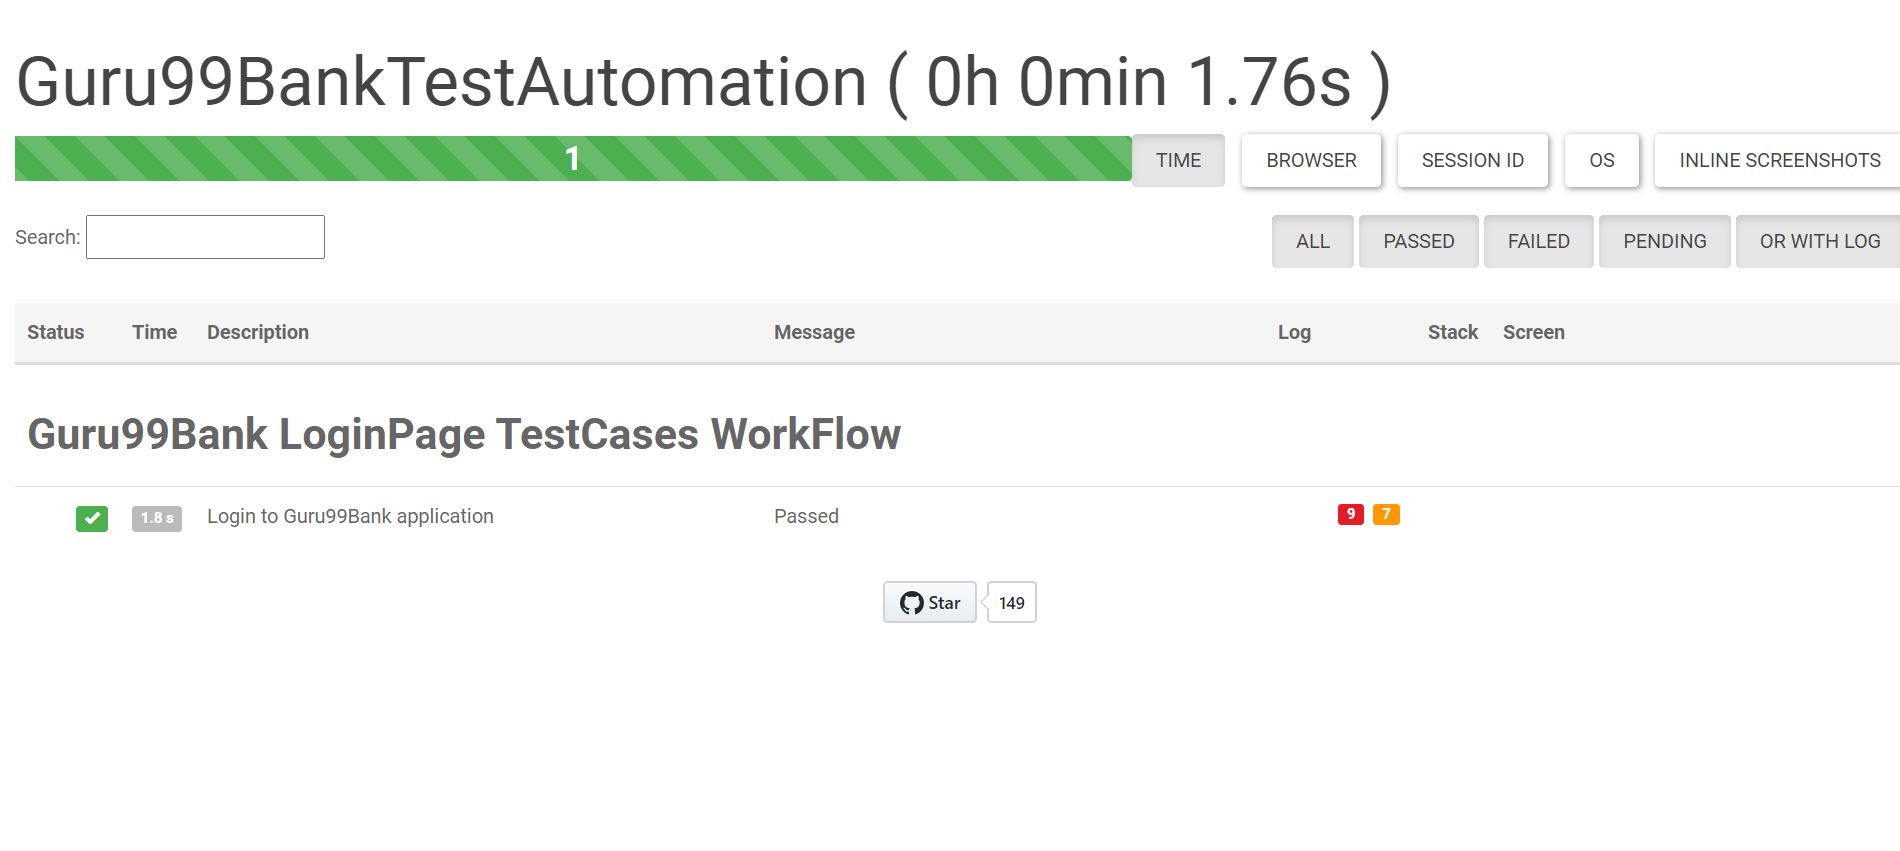 Guru99BankTestAutomation ( 0h 0min 1.76s )
1 TIME BROWSER SESSION ID OS INLINE SCREENSHOTS
Search: ALL PASSED FAILED PENDING OR WITH LOG
Status Time Description Message Log Stack Screen
Guru99Bank LoginPage TestCases WorkFlow
1.8 s Login to Guru99Bank application Passed 9 7
Star 149